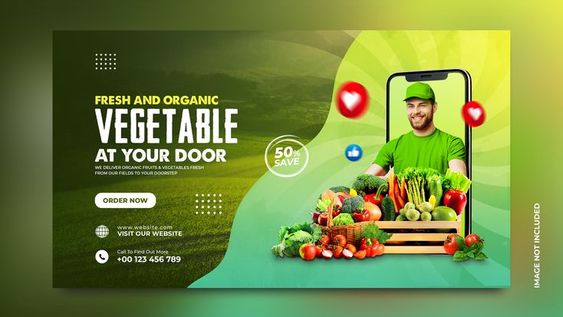 FRESH AND ORGANIC
VEGETABLE
AT YOUR DOOR
WE DELIVER ORGANIC FRUITS & VEGETABLES FRESH
FROM OUR FIELDS TO YOUR DOORSTEP
ORDER NOW
www.website.com
VISIT OUR WEBSITE
Call To Find Out More
+00 123 456 789
50%
SAVE
IMAGE NOT INCLUDED